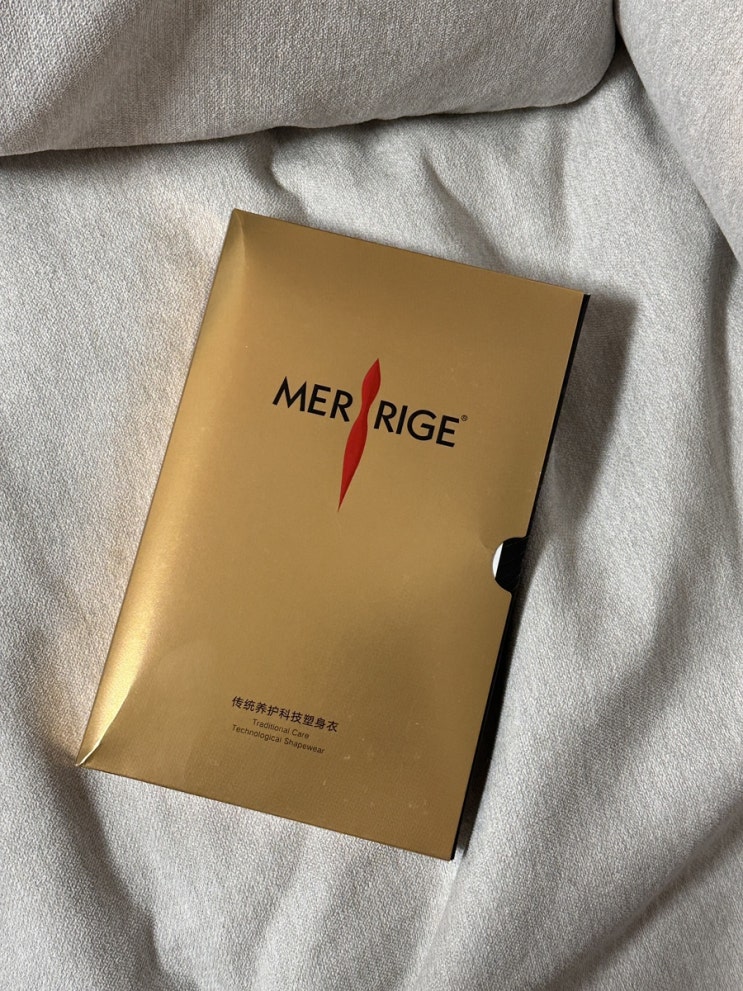 MERRIGE®
传统养护科技塑身衣
Traditional Care
Technological Shapewear